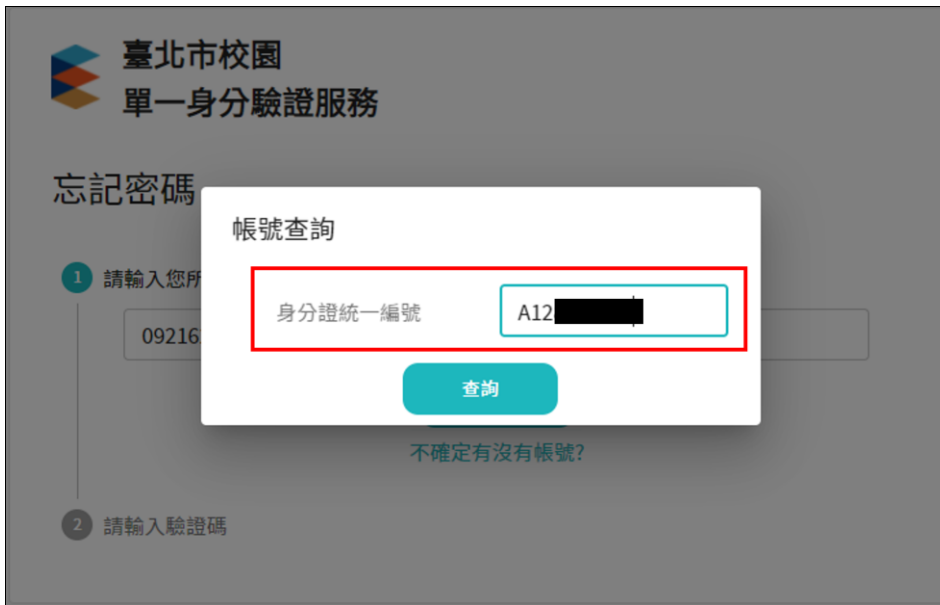 臺北市校園
單一身分驗證服務
忘記密碼
帳號查詢
1 請輸入您所
身分證統一編號 A12
09216
查詢
不確定有沒有帳號?
2 請輸入驗證碼